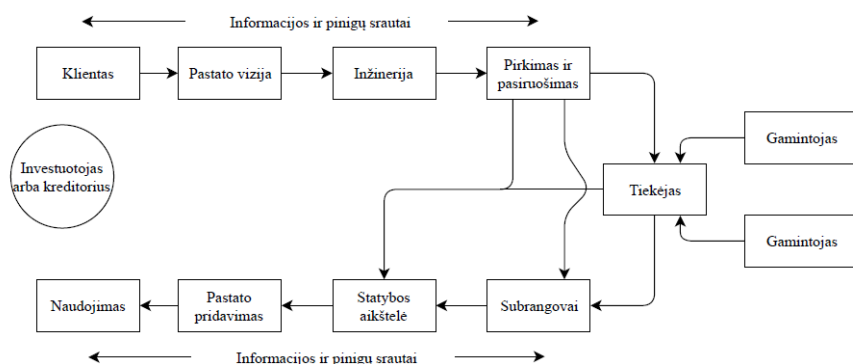 Informacijos ir pinigų srautai
Klientas
Pastato vizija
Inžinerija
Pirkimas ir
pasiruošimas
Gamintojas
Investuotojas
arba kreditorius
Tiekėjas
Gamintojas
Naudojimas
Pastato
pridavimas
Statybos
aikštelė
Subrangovai
Informacijos ir pinigų srautai